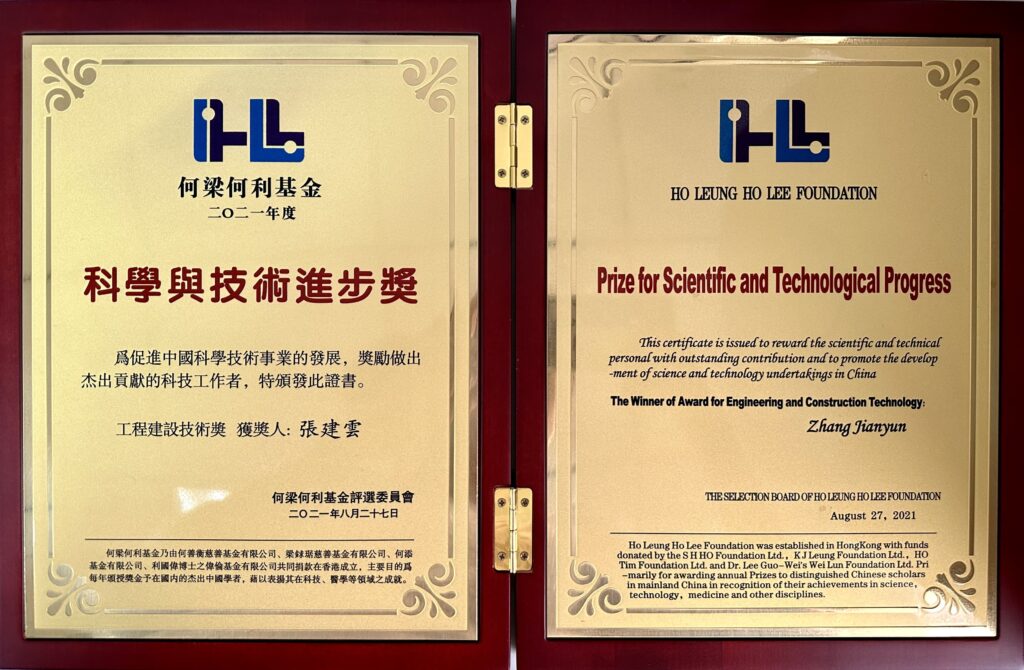 何梁何利基金
二〇二一年度
科學與技術進步獎
爲促進中國科學技術事業的發展，獎勵做出
杰出貢獻的科技工作者，特頒發此證書。
工程建設技術獎 獲獎人：張建雲
何梁何利基金評選委員會
二〇二一年八月二十七日
何梁何利基金乃由何善衡慈善基金有限公司、梁銶琚慈善基金有限公司、何添
基金有限公司、利國偉博士之偉倫基金有限公司共同捐款在香港成立，主要目的爲
每年頒授獎金予在國内的杰出中國學者，藉以表揚其在科技、醫學等領域之成就。
HO LEUNG HO LEE FOUNDATION
Prize for Scientific and Technological Progress
This certificate is issued to reward the scientific and technical
personal with outstanding contribution and to promote the develop
-ment of science and technology undertakings in China
The Winner of Award for Engineering and Construction Technology:
Zhang Jianyun
THE SELECTION BOARD OF HO LEUNG HO LEE FOUNDATION
August 27, 2021
Ho Leung Ho Lee Foundation was established in HongKong with funds
donated by the S H HO Foundation Ltd., KJ Leung Foundation Ltd., HO
Tim Foundation Ltd. and Dr. Lee Guo-Wei's Wei Lun Foundation Ltd. Pri
-marily for awarding annual Prizes to distinguished Chinese scholars
in mainland China in recognition of their achievements in science,
technology, medicine and other disciplines.